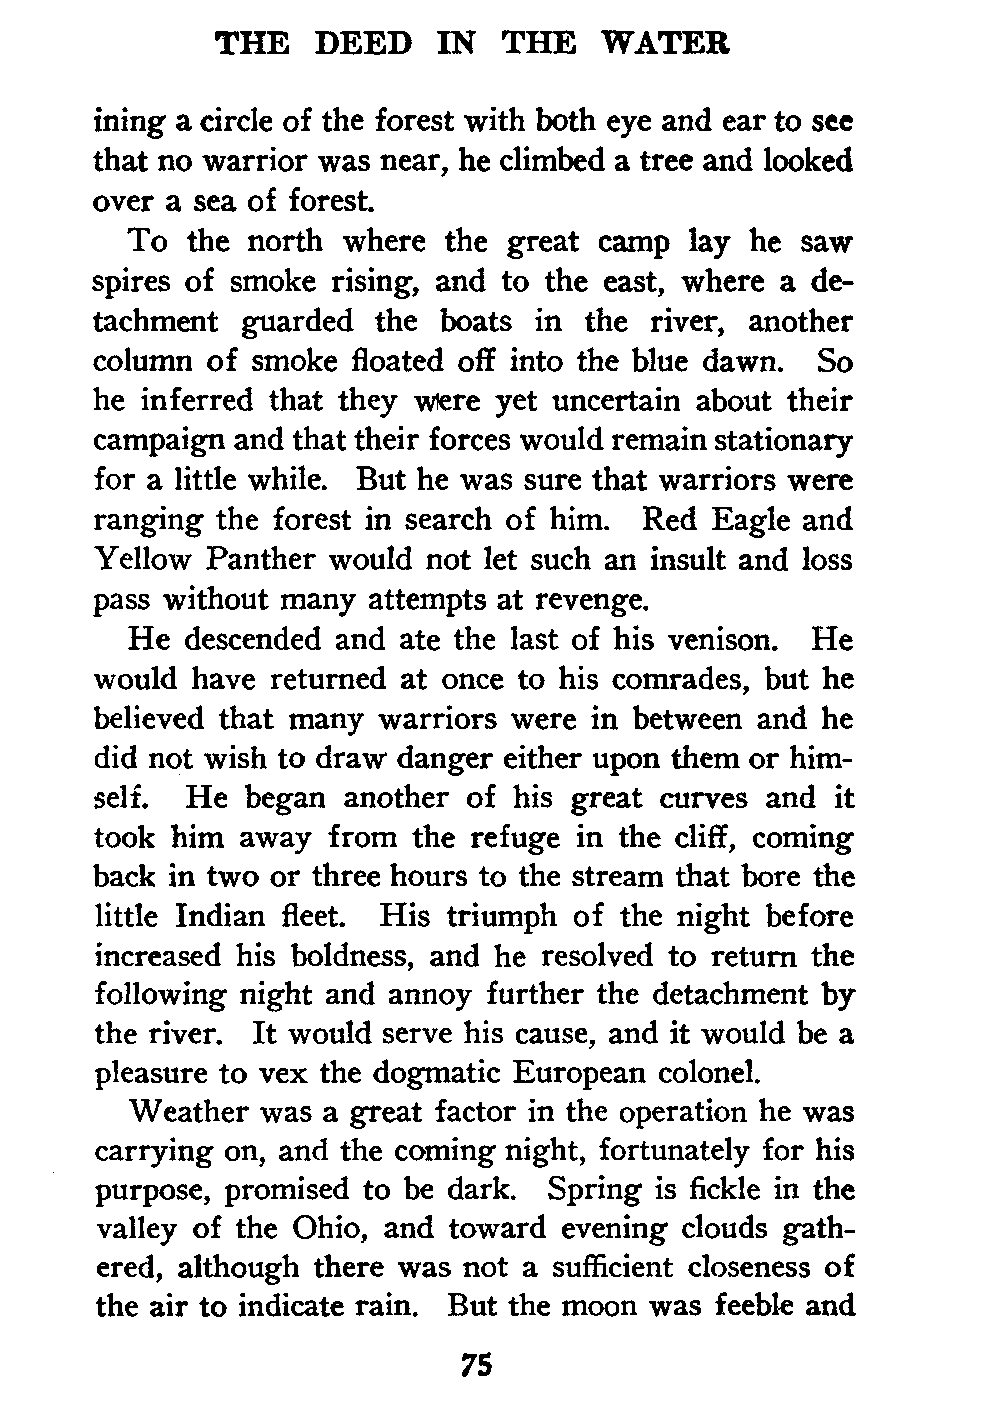 THE DEED IN THE WATER
ining a circle of the forest with both eye and ear to see
that no warrior was near, he climbed a tree and looked
over a sea of forest.
To the north where the great camp lay he saw
spires of smoke rising, and to the east, where a de-
tachment guarded the boats in the river, another
column of smoke floated off into the blue dawn. So
he inferred that they were yet uncertain about their
campaign and that their forces would remain stationary
for a little while. But he was sure that warriors were
ranging the forest in search of him. Red Eagle and
Yellow Panther would not let such an insult and loss
pass without many attempts at revenge.
He descended and ate the last of his venison. He
would have returned at once to his comrades, but he
believed that many warriors were in between and he
did not wish to draw danger either upon them or him-
self. He began another of his great curves and it
took him away from the refuge in the cliff, coming
back in two or three hours to the stream that bore the
little Indian fleet. His triumph of the night before
increased his boldness, and he resolved to return the
following night and annoy further the detachment by
the river. It would serve his cause, and it would be a
pleasure to vex the dogmatic European colonel.
Weather was a great factor in the operation he was
carrying on, and the coming night, fortunately for his
purpose, promised to be dark. Spring is fickle in the
valley of the Ohio, and toward evening clouds gath-
ered, although there was not a sufficient closeness of
the air to indicate rain. But the moon was feeble and
75